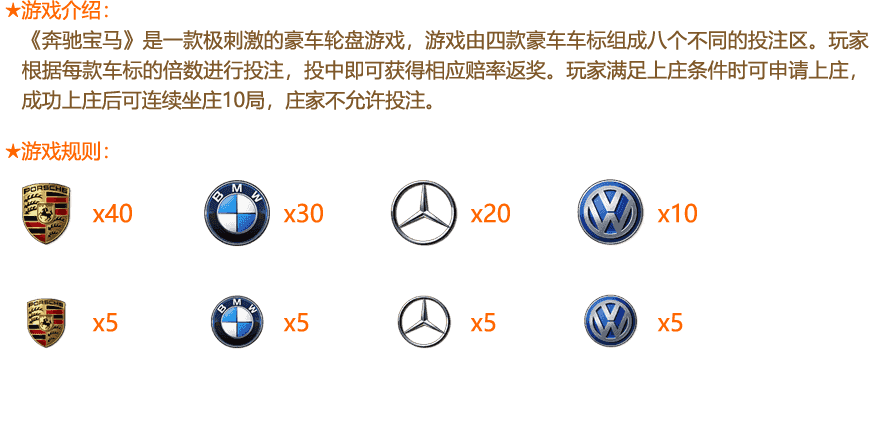 ★游戏介绍：
《奔驰宝马》是一款极刺激的豪车轮盘游戏，游戏由四款豪车车标组成八个不同的投注区。玩家
根据每款车标的倍数进行投注，投中即可获得相应赔率返奖。玩家满足上庄条件时可申请上庄，
成功上庄后可连续坐庄10局，庄家不允许投注。
★游戏规则：
PORSCHE x40 BMW x30 x20 VW x10
PORSCHE x5 BMW x5 x5 VW x5